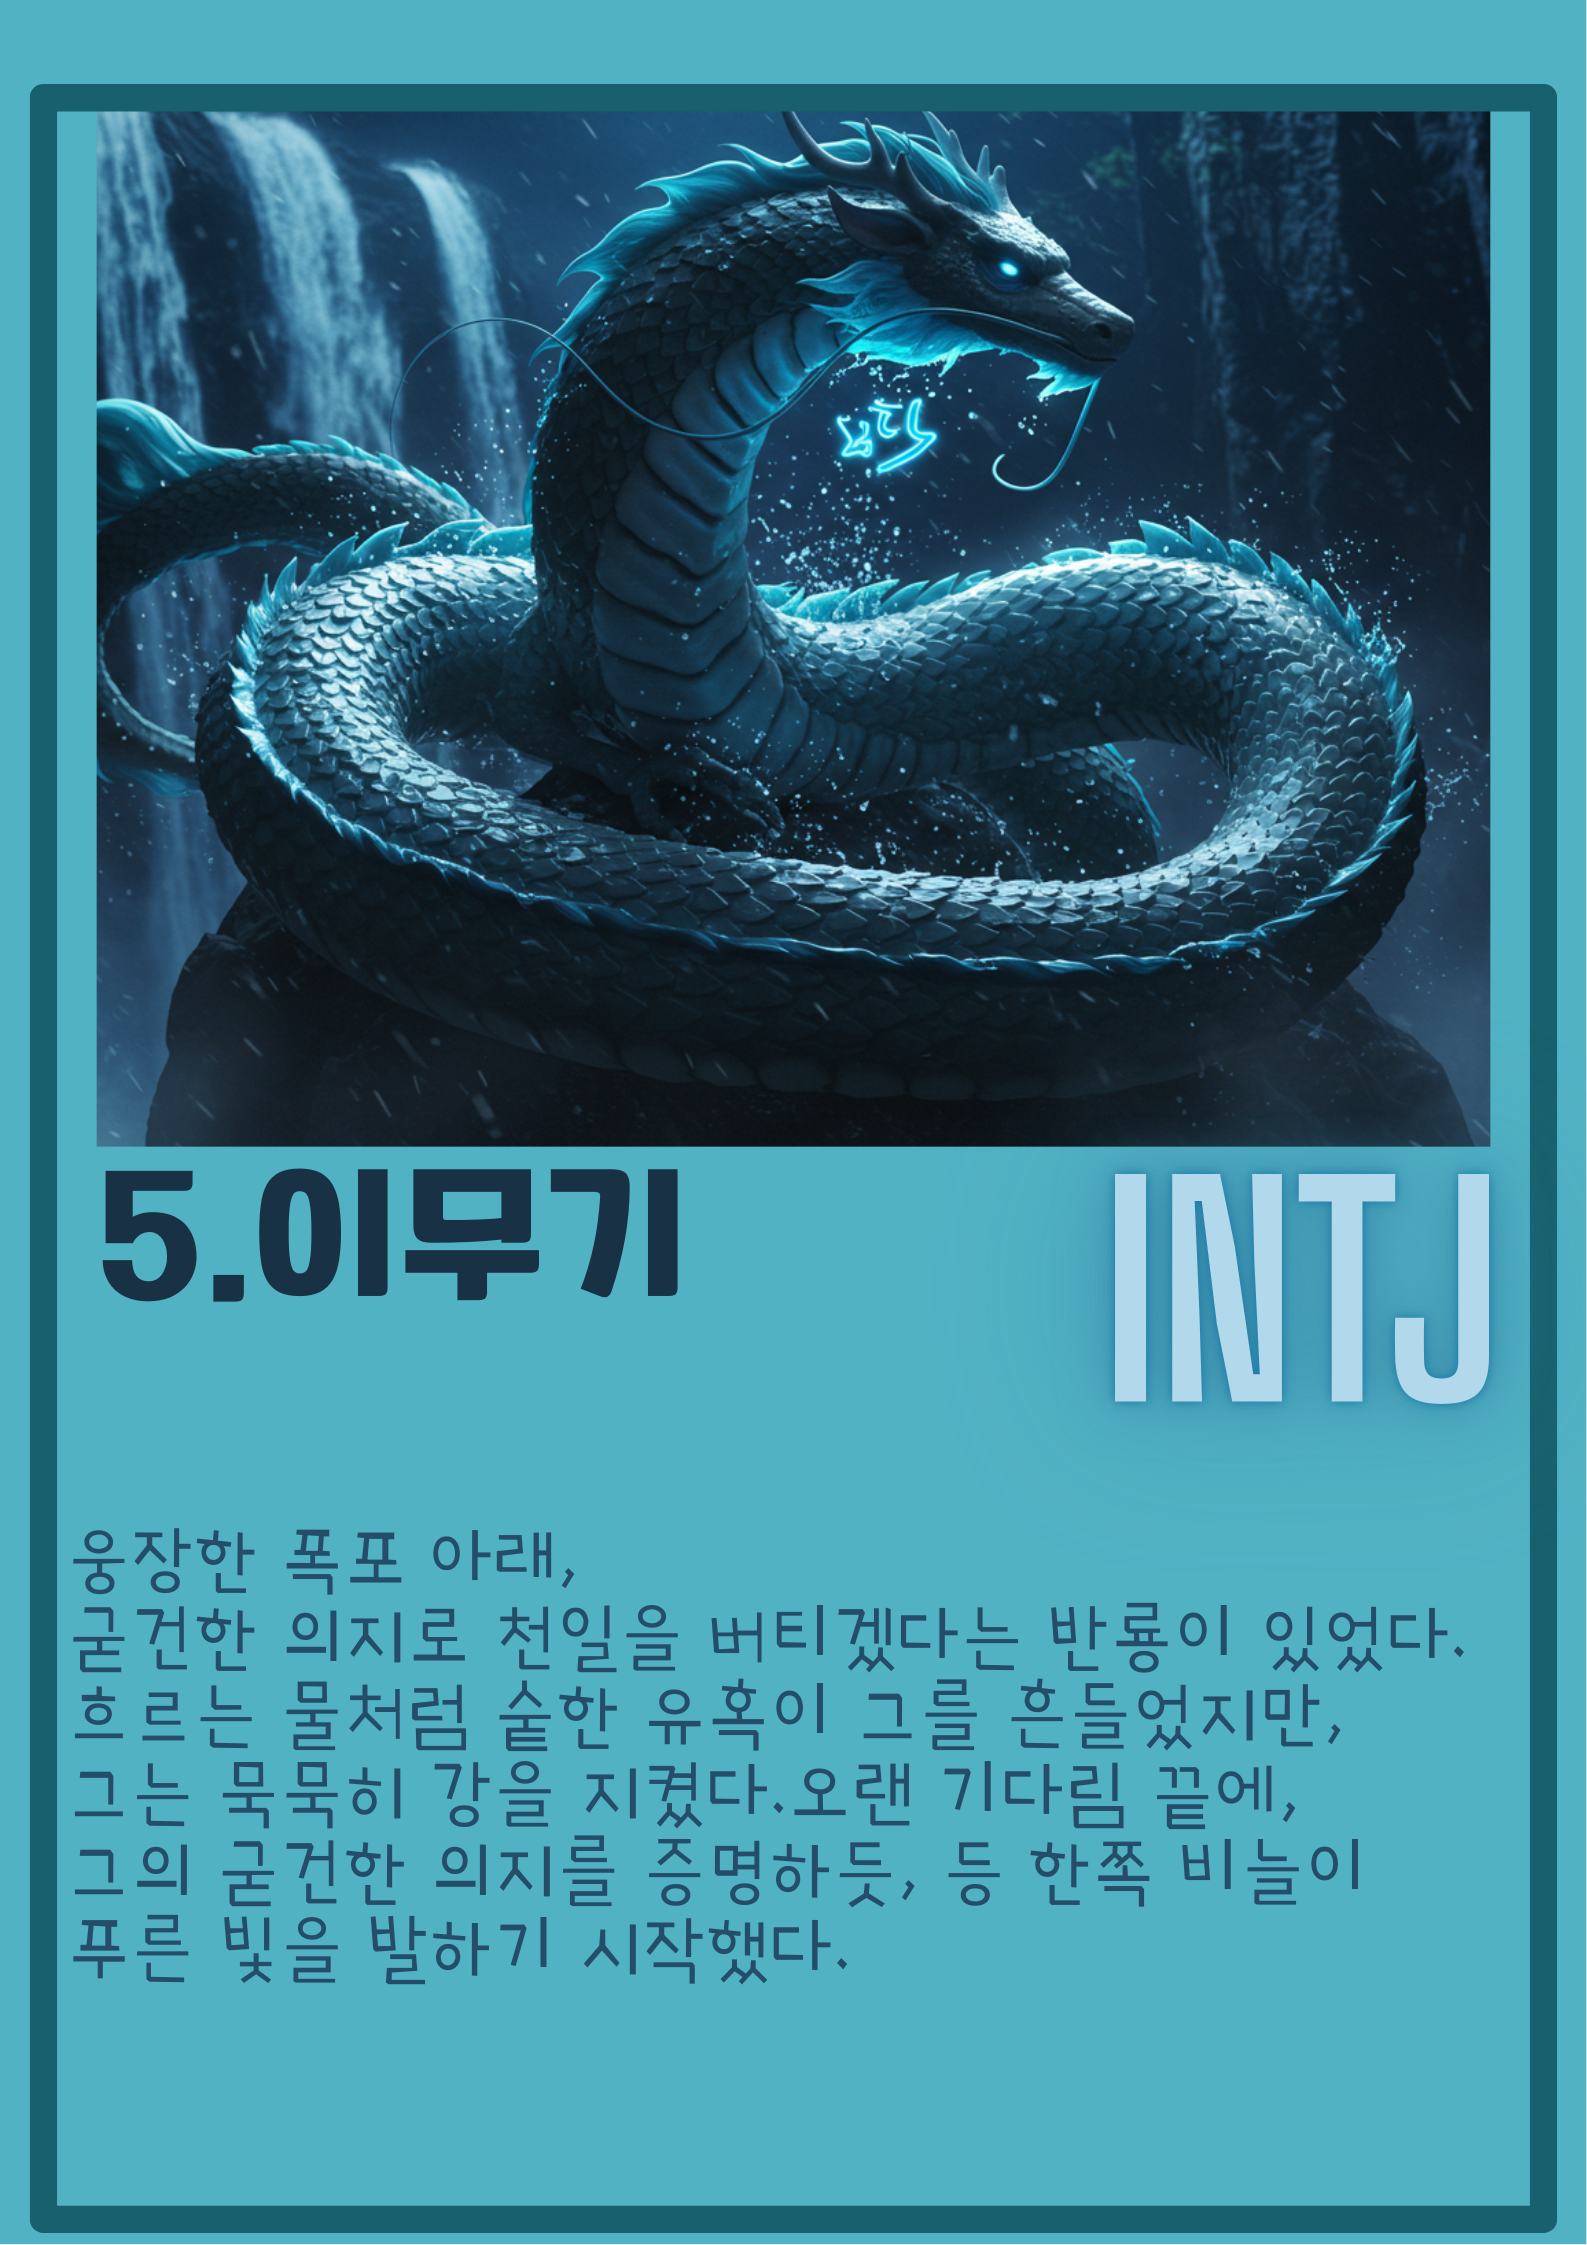 5.이무기
INTJ
웅장한 폭포 아래,
굳건한 의지로 천일을 버티겠다는 반룡이 있었다.
흐르는 물처럼 숱한 유혹이 그를 흔들었지만,
그는 묵묵히 강을 지켰다.오랜 기다림 끝에,
그의 굳건한 의지를 증명하듯, 등 한쪽 비늘이
푸른 빛을 발하기 시작했다.